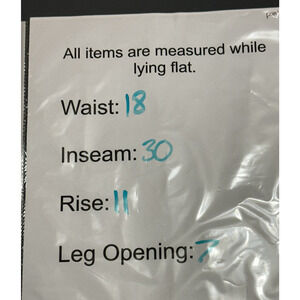 All items are measured while
lying flat.
Waist: 18
Inseam: 30
Rise: 11
Leg Opening: 7